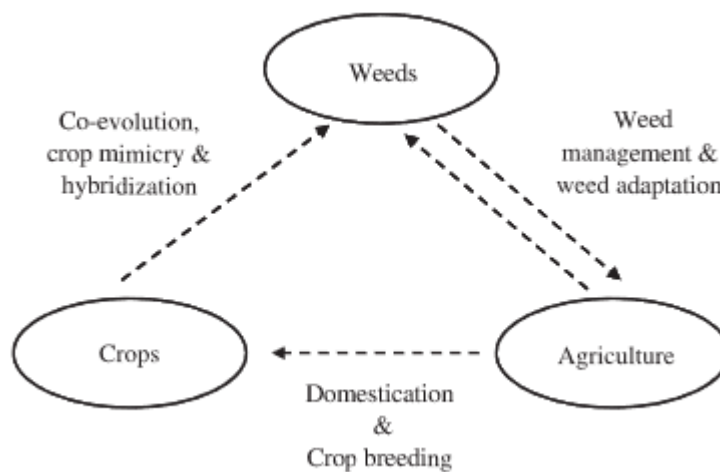 Weeds
Co-evolution,
crop mimicry &
hybridization
Weed
management &
weed adaptation
Crops
Agriculture
Domestication
&
Crop breeding